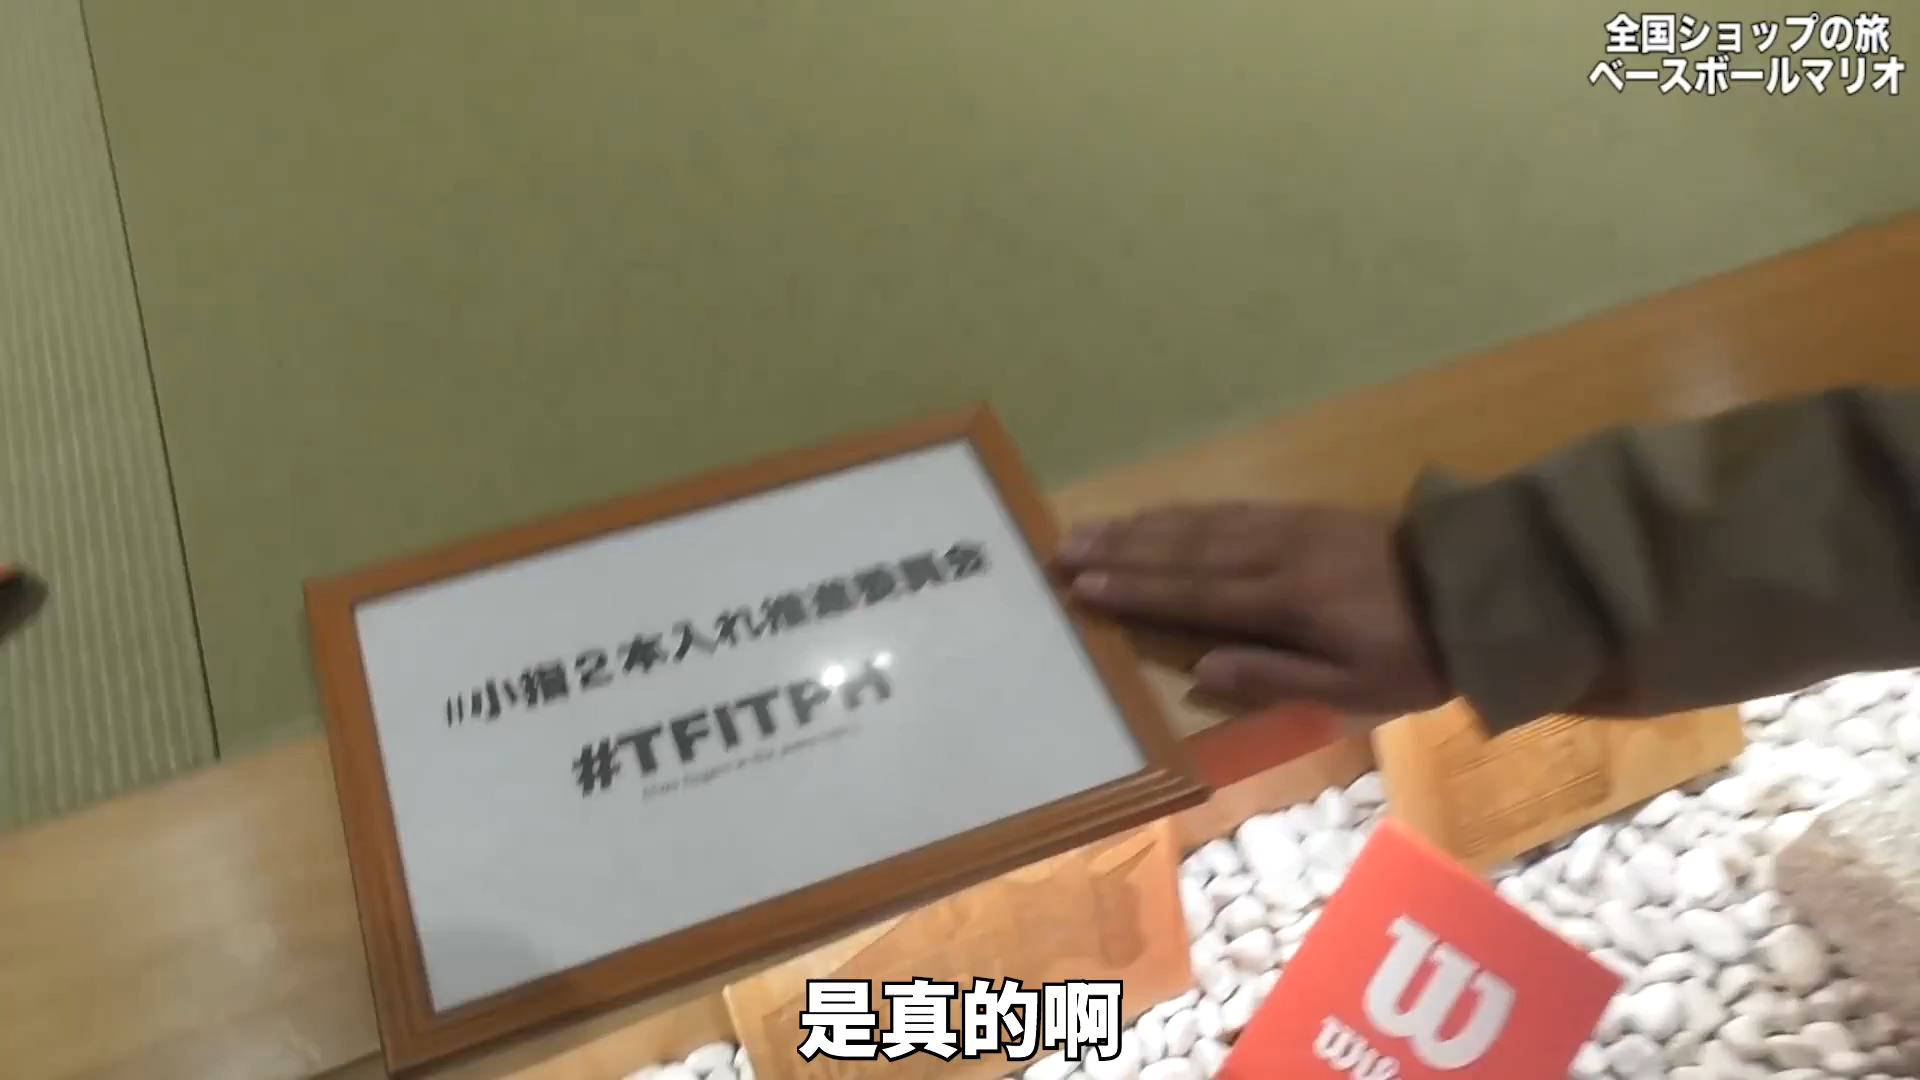 全国ショップの旅
ベースボールマリオ
#小指2本入れ推進委員会
#TFITPH
W
是真的啊